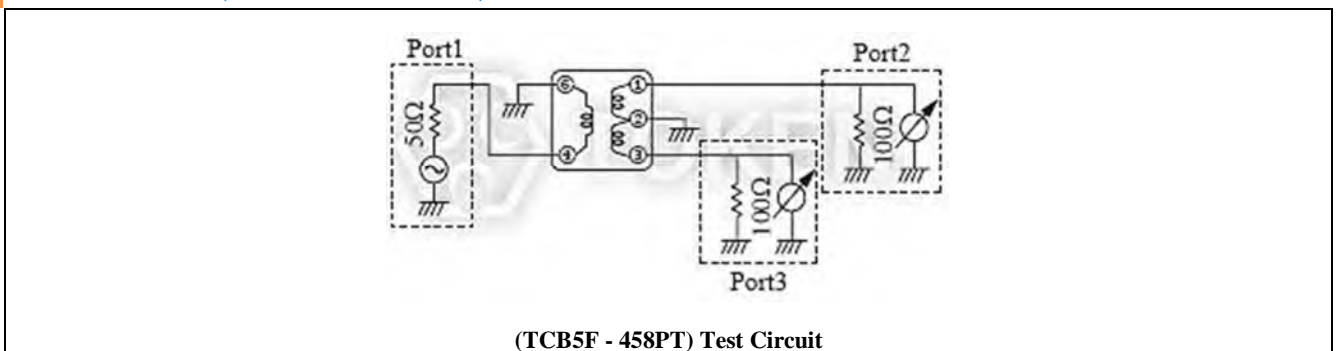 Port1
Port2
50Ω
⑥
①
②
④
③
100Ω
100Ω
Port3
(TCB5F - 458PT) Test Circuit